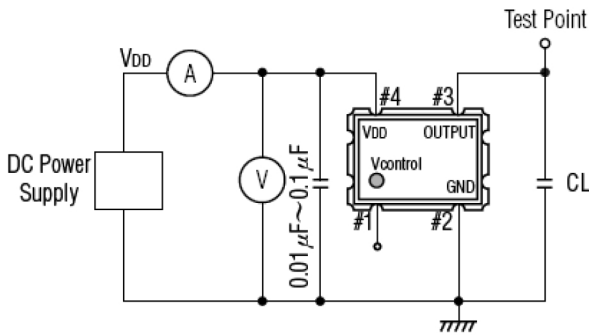 Test Point
VDD
A
#4
#3
VDD
OUTPUT
DC Power
Supply
V
0.01μF~0.1μF
Vcontrol
GND
CL
#1
#2